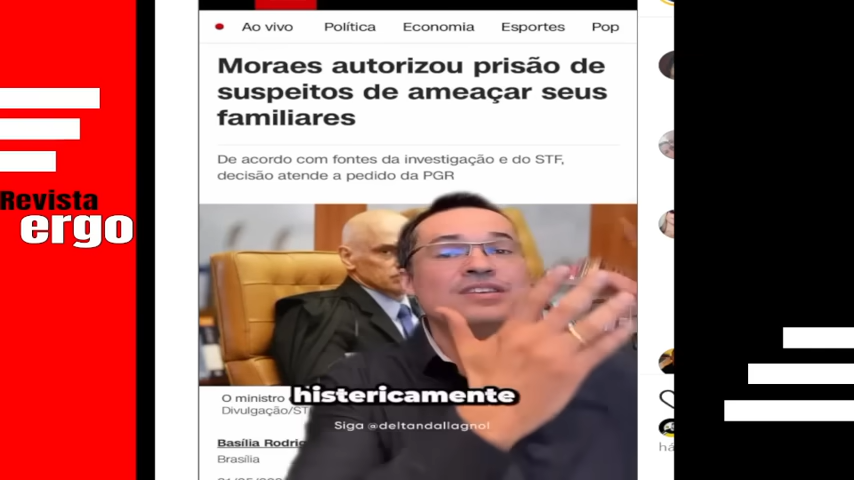 Revista
ergo
Ao vivo Política Economia Esportes Pop
Moraes autorizou prisão de
suspeitos de ameaçar seus
familiares
De acordo com fontes da investigação e do STF,
decisão atende a pedido da PGR
histericamente
O ministro
Divulgação/ST
Siga @deltandallagnol
Basília Rodrig
Brasília
há